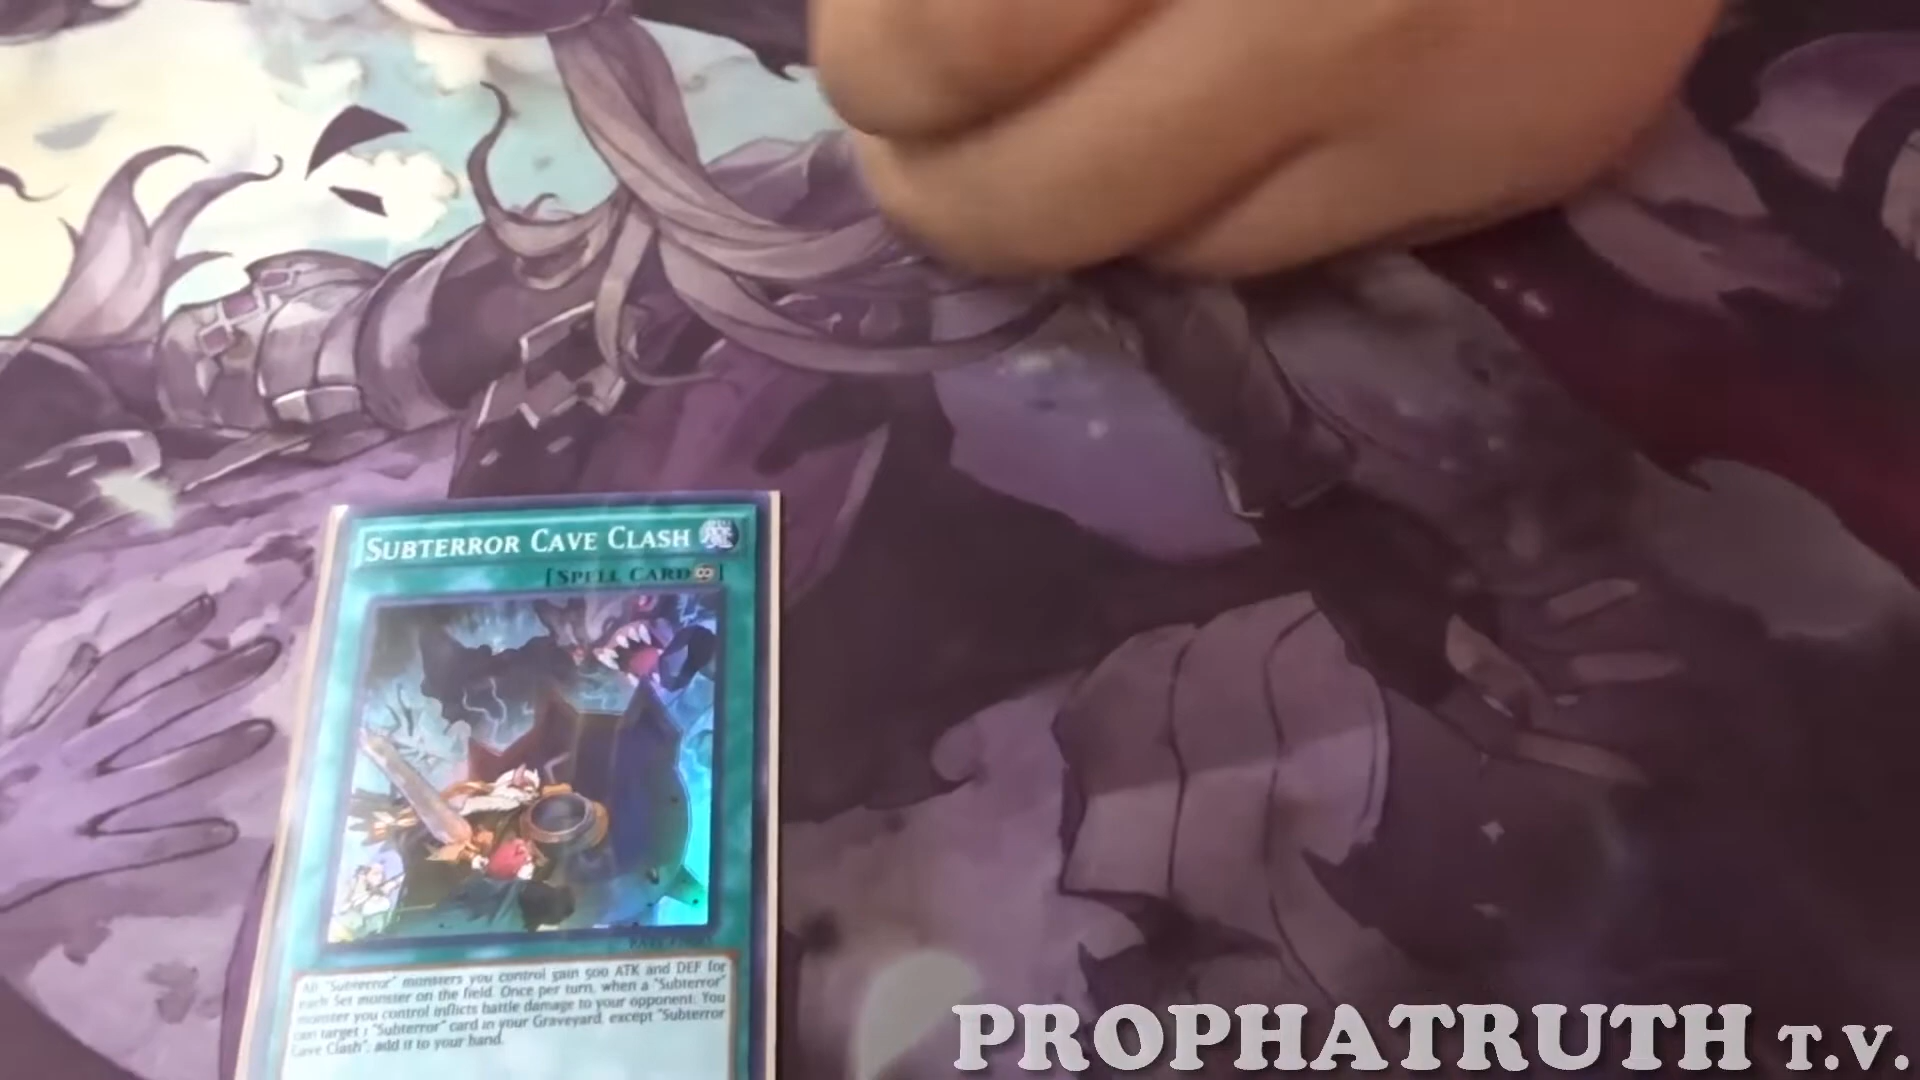 SUBTERROR CAVE CLASH
[SPELL CARD]
All "Subterror" monsters you control gain 500 ATK and DEF for
each Set monster on the field. Once per turn, when a "Subterror"
monster you control inflicts battle damage to your opponent: You
can target 1 "Subterror" card in your Graveyard, except "Subterror
Cave Clash"; add it to your hand.
PROPHATRUTH T.V.